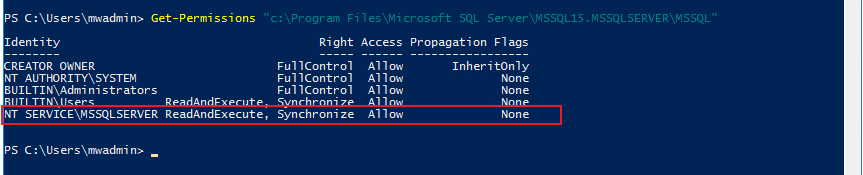 PS C:\Users\mwadmin> Get-Permissions "c:\Program Files\Microsoft SQL Server\MSSQL15.MSSQLSERVER\MSSQL"
Identity Right Access Propagation Flags
-------- ----- ------ -----------------
CREATOR OWNER FullControl Allow InheritOnly
NT AUTHORITY\SYSTEM FullControl Allow None
BUILTIN\Administrators FullControl Allow None
BUILTIN\Users ReadAndExecute, Synchronize Allow None
NT SERVICE\MSSQLSERVER ReadAndExecute, Synchronize Allow None
PS C:\Users\mwadmin>